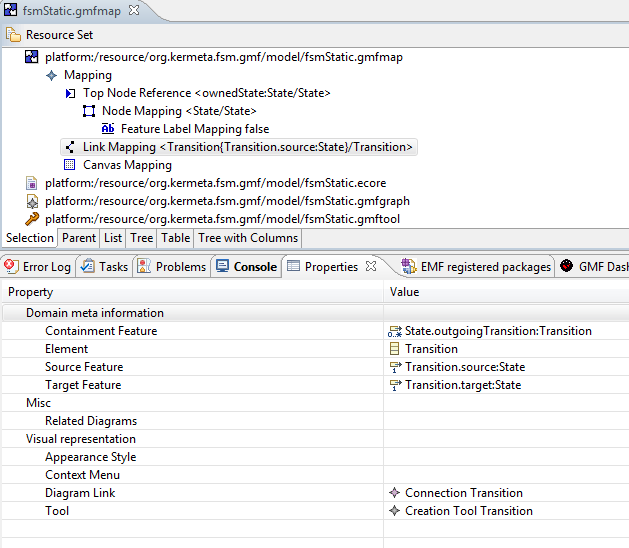 fsmStatic.gmfmap
Resource Set
platform:/resource/org.kermeta.fsm.gmf/model/fsmStatic.gmfmap
Mapping
Top Node Reference <ownedState:State/State>
Node Mapping <State/State>
Feature Label Mapping false
Link Mapping <Transition{Transition.source:State}/Transition>
Canvas Mapping
platform:/resource/org.kermeta.fsm.gmf/model/fsmStatic.ecore
platform:/resource/org.kermeta.fsm.gmf/model/fsmStatic.gmfgraph
platform:/resource/org.kermeta.fsm.gmf/model/fsmStatic.gmftool
Selection Parent List Tree Table Tree with Columns
Error Log Tasks Problems Console Properties EMF registered packages GMF Dash
Property Value
Domain meta information
Containment Feature State.outgoingTransition:Transition
Element Transition
Source Feature Transition.source:State
Target Feature Transition.target:State
Misc
Related Diagrams
Visual representation
Appearance Style
Context Menu
Diagram Link Connection Transition
Tool Creation Tool Transition